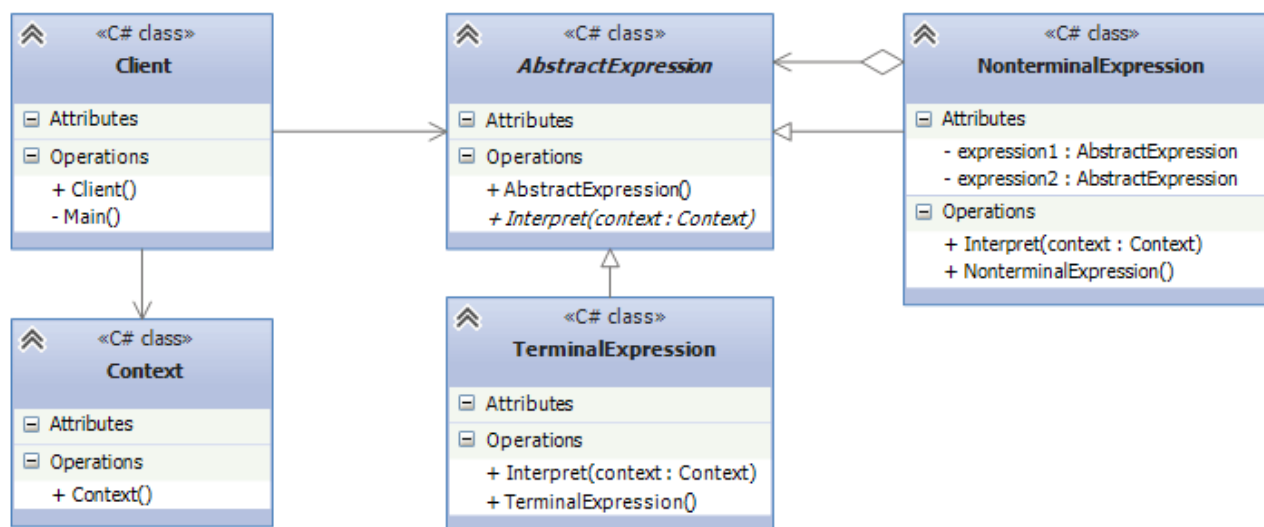 «C# class»
Client
Attributes
Operations
+ Client()
- Main()
«C# class»
AbstractExpression
Attributes
Operations
+ AbstractExpression()
+ Interpret(context : Context)
«C# class»
NonterminalExpression
Attributes
- expression1 : AbstractExpression
- expression2 : AbstractExpression
Operations
+ Interpret(context : Context)
+ NonterminalExpression()
«C# class»
Context
Attributes
Operations
+ Context()
«C# class»
TerminalExpression
Attributes
Operations
+ Interpret(context : Context)
+ TerminalExpression()